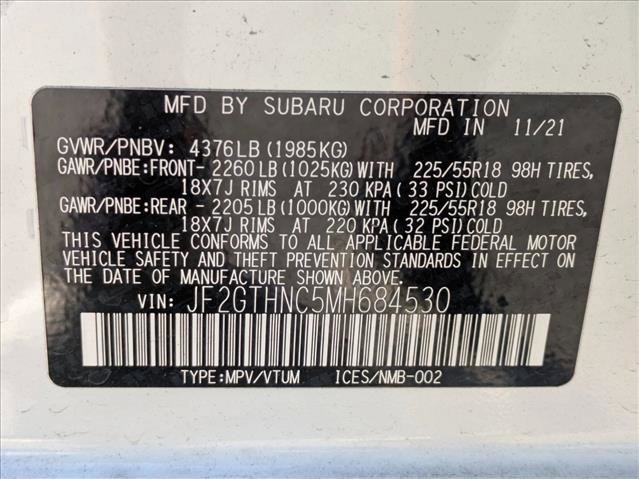 MFD BY SUBARU CORPORATION
MFD IN 11/21
GVWR/PNBV: 4376LB (1985KG)
GAWR/PNBE:FRONT- 2260 LB (1025KG)WITH 225/55R18 98H TIRES,
18X7J RIMS AT 230 KPA( 33 PSI)COLD
GAWR/PNBE:REAR - 2205 LB (1000KG)WITH 225/55R18 98H TIRES,
18X7J RIMS AT 220 KPA( 32 PSI)COLD
THIS VEHICLE CONFORMS TO ALL APPLICABLE FEDERAL MOTOR
VEHICLE SAFETY AND THEFT PREVENTION STANDARDS IN EFFECT ON
THE DATE OF MANUFACTURE SHOWN ABOVE.
VIN: JF2GTHNC5MH684530
TYPE:MPV/VTUM ICES/NMB-002